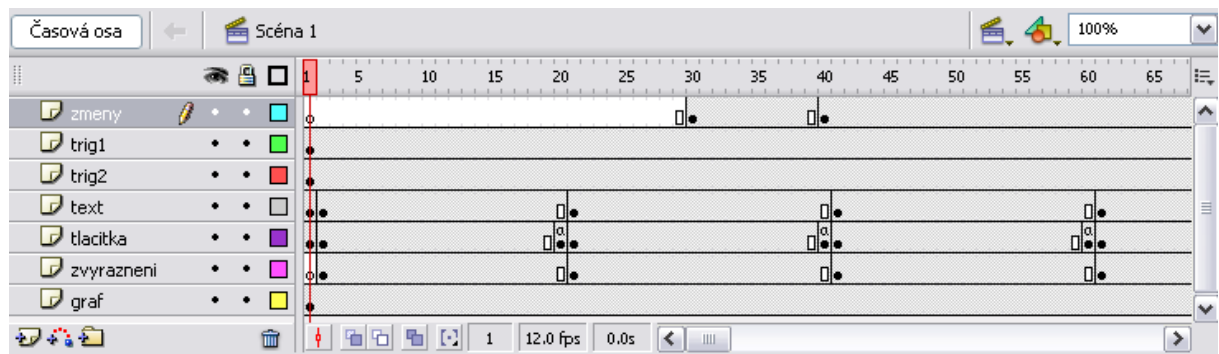 Časová osa Scéna 1 100%
1 5 10 15 20 25 30 35 40 45 50 55 60 65
zmeny
trig1
trig2
text
a a a
tlacitka
zvyrazneni
graf
1 12.0 fps 0.0s